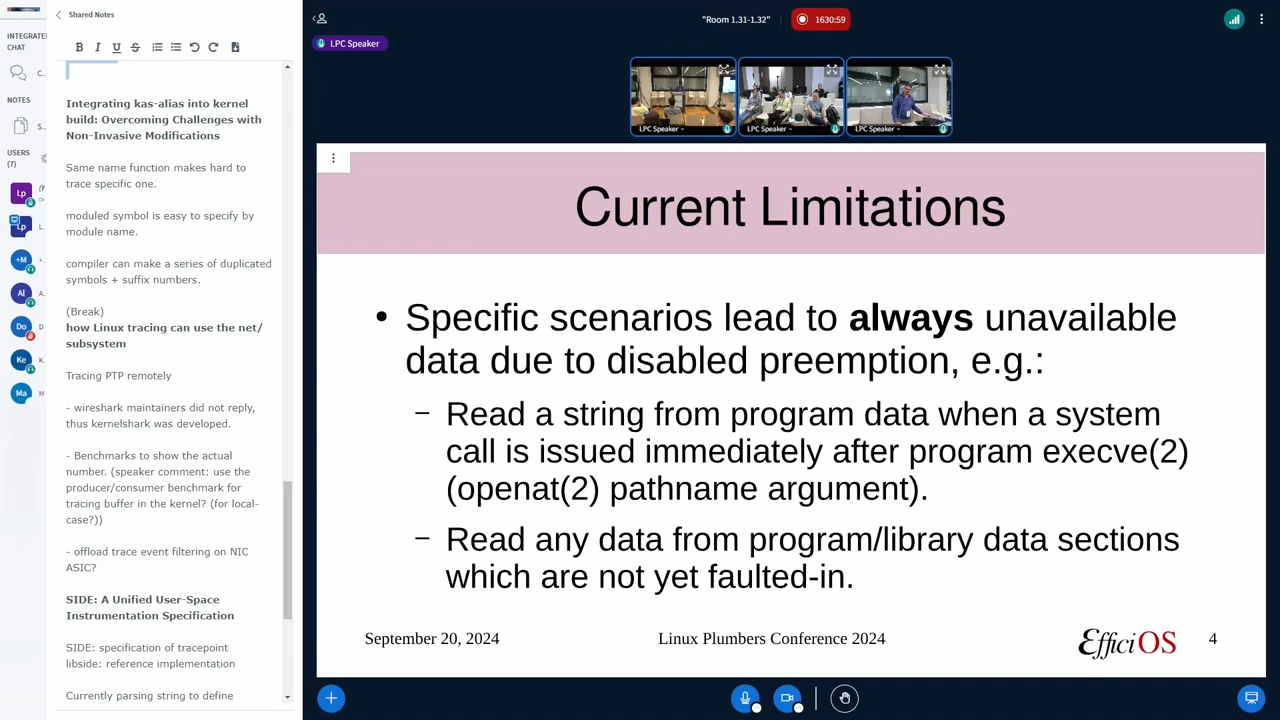 Shared Notes
INTEGRATE
CHAT
C..
NOTES
S..
USERS
(7)
Lp
Lp
L.
+M
Al
A.
Do
D.
Ke
K.
Ma
M
B I U S
Integrating kas-alias into kernel
build: Overcoming Challenges with
Non-Invasive Modifications
Same name function makes hard to
trace specific one.
moduled symbol is easy to specify by
module name.
compiler can make a series of duplicated
symbols + suffix numbers.
(Break)
how Linux tracing can use the net/
subsystem
Tracing PTP remotely
- wireshark maintainers did not reply,
thus kernelshark was developed.
- Benchmarks to show the actual
number. (speaker comment: use the
producer/consumer benchmark for
tracing buffer in the kernel? (for local-
case?))
- offload trace event filtering on NIC
ASIC?
SIDE: A Unified User-Space
Instrumentation Specification
SIDE: specification of tracepoint
libside: reference implementation
Currently parsing string to define
"Room 1.31-1.32"
1630:59
LPC Speaker
LPC Speaker
LPC Speaker
LPC Speaker
Current Limitations
• Specific scenarios lead to always unavailable
data due to disabled preemption, e.g.:
– Read a string from program data when a system
call is issued immediately after program execve(2)
(openat(2) pathname argument).
– Read any data from program/library data sections
which are not yet faulted-in.
September 20, 2024
Linux Plumbers Conference 2024
EfficiOS
4